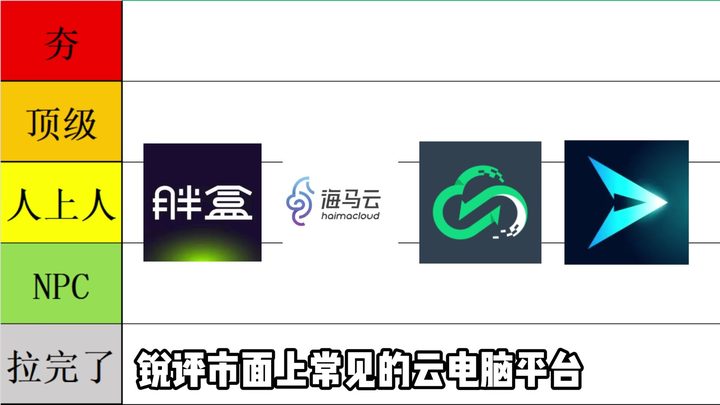 夯
顶级
人上人
胖盒
海马云
haimacloud
NPC
拉完了
锐评市面上常见的云电脑平台